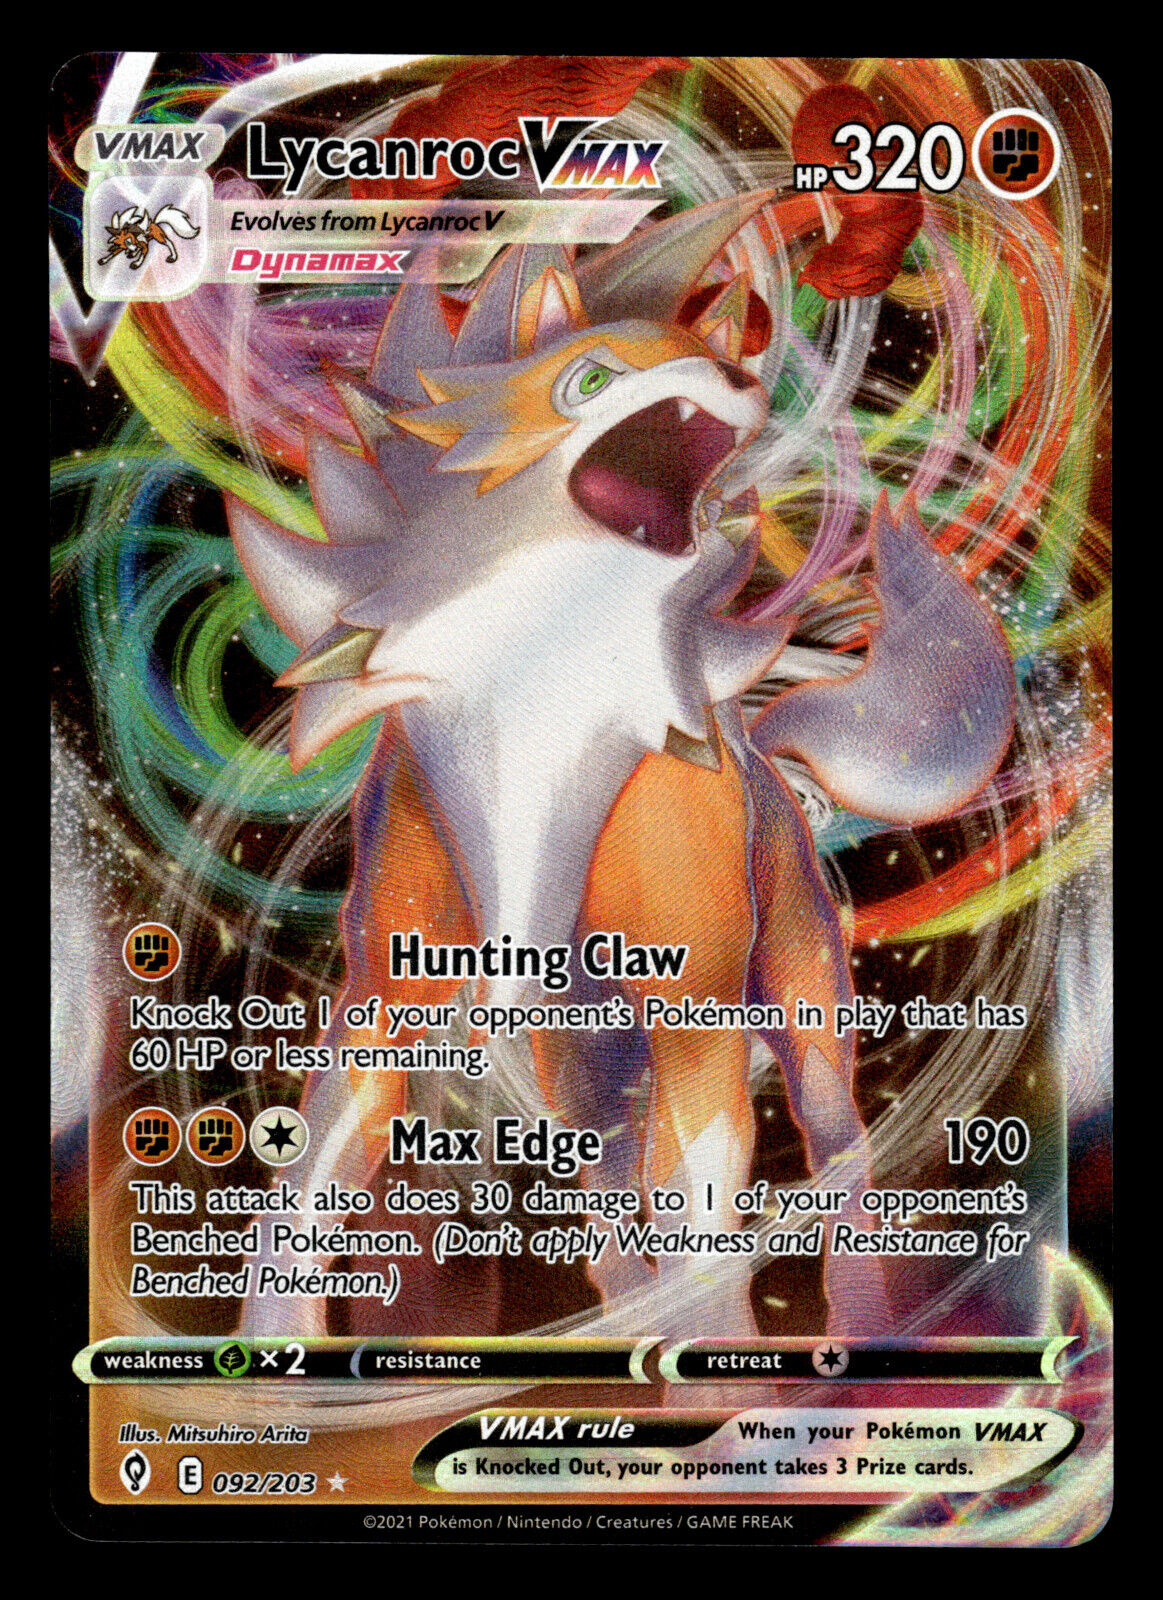 VMAX
Lycanroc VMAX
HP 320
Evolves from Lycanroc V
Dynamax
Hunting Claw
Knock Out 1 of your opponent's Pokémon in play that has
60 HP or less remaining.
Max Edge 190
This attack also does 30 damage to 1 of your opponent's
Benched Pokémon. (Don't apply Weakness and Resistance for
Benched Pokémon.)
weakness ×2 resistance retreat
Illus. Mitsuhiro Arita
VMAX rule When your Pokémon VMAX
is Knocked Out, your opponent takes 3 Prize cards.
E 092/203
©2021 Pokémon / Nintendo / Creatures / GAME FREAK